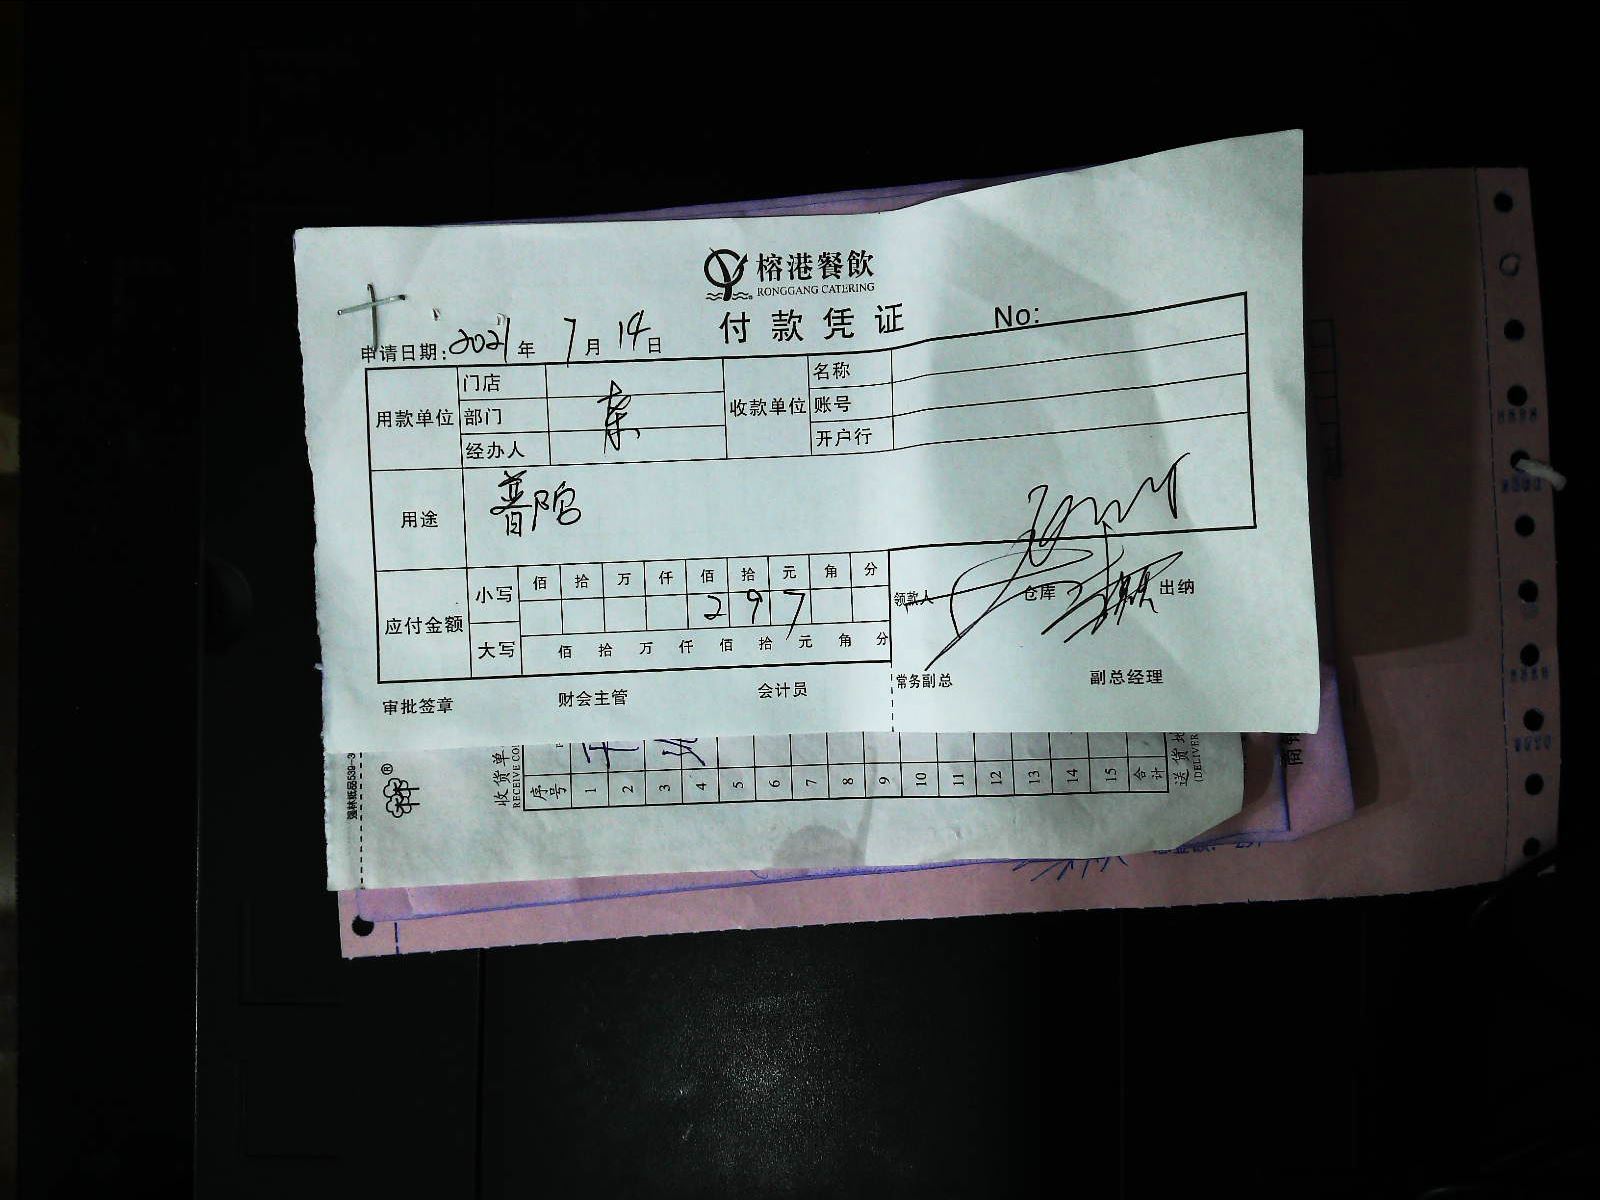 榕港餐飲
RONGGANG CATERING
付款凭证 No:
申请日期: 2021年 7月 14日
用款单位 门店 收款单位 名称
部门 账号
经办人 开户行
用途
应付金额 小写 佰 拾 万 仟 佰 拾 元 角 分
2 9 7
大写 佰 拾 万 仟 佰 拾 元 角 分
领款人 仓库 出纳
审批签章 财会主管 会计员 常务副总 副总经理
收货单
RECEIVE CO
序号 1 2 3 4 5 6 7 8 9 10 11 12 13 14 15 合计
送货
(DELIVER